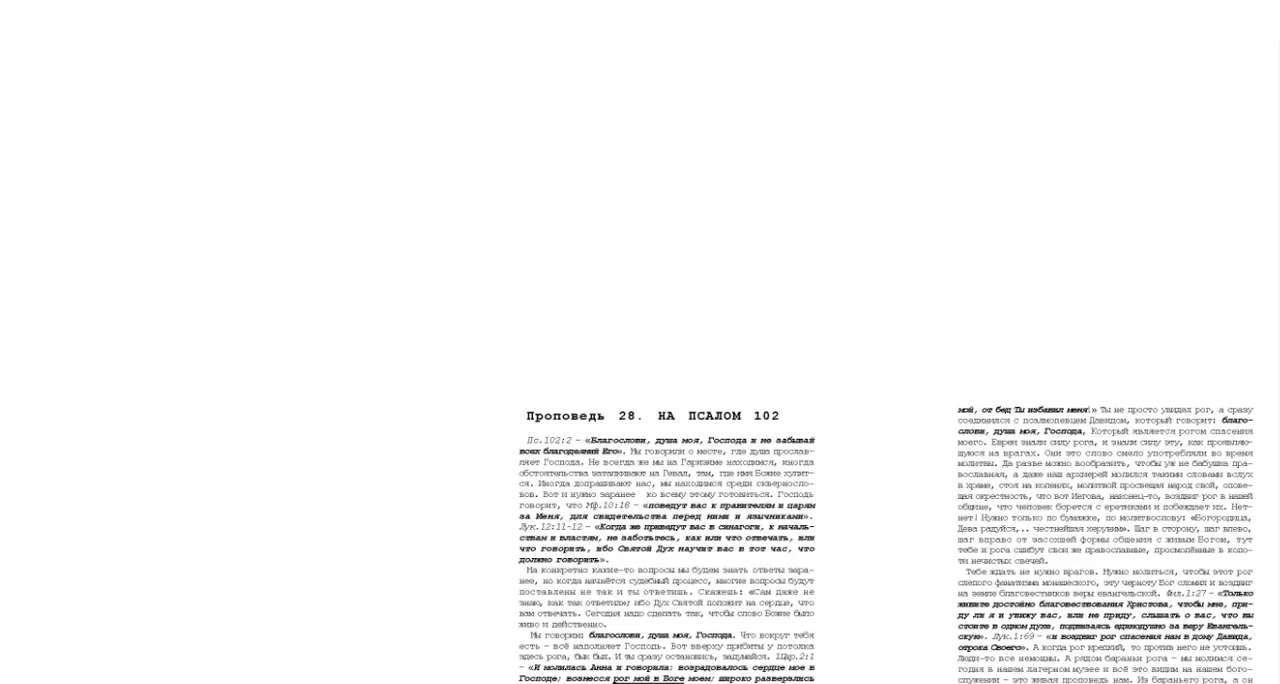 Проповедь 28. НА ПСАЛОМ 102
Пс.102:2 – «Благослови, душа моя, Господа и не забывай
всех благодеяний Его». Мы говорили о месте, где душа прослав-
ляет Господа. Не всегда же мы на Гаризиме находимся, иногда
обстоятельства заталкивают на Гевал, там, где имя Божие хулит-
ся. Иногда допрашивают нас, мы находимся среди скверносло-
вов. Вот и нужно заранее ко всему этому готовиться. Господь
говорит, что Мф.10:18 – «поведут вас к правителям и царям
за Меня, для свидетельства перед ними и язычниками».
Лук.12:11-12 – «Когда же приведут вас в синагоги, к началь-
ствам и властям, не заботьтесь, как или что отвечать, или
что говорить, ибо Святой Дух научит вас в тот час, что
должно говорить».
На конкретно какие-то вопросы мы будем знать ответы зара-
нее, но когда начнётся судебный процесс, многие вопросы будут
поставлены не так и ты ответишь. Скажешь: «Сам даже не
знаю, как так ответил»; ибо Дух Святой положит на сердце, что
вам отвечать. Сегодня надо сделать так, чтобы слово Божие было
живо и действенно.
Мы говорим: благослови, душа моя, Господа. Что вокруг тебя
есть – всё наполняет Господь. Вот вверху прибиты у потолка
здесь рога, бык был. И ты сразу остановись, задумайся. 1Цар.2:1
– «И молилась Анна и говорила: возрадовалось сердце мое в
Господе; вознесся рог мой в Боге моем; широко разверзлись
мой, от бед Ты избавил меня!» Ты не просто увидел рог, а сразу
соединился с псалмопевцем Давидом, который говорит: благо-
слови, душа моя, Господа, Который является рогом спасения
моего. Евреи знали силу рога, и знали силу эту, как проявляю-
щуюся на врагах. Они это слово смело употребляли во время
молитвы. Да разве можно вообразить, чтобы уж не бабушка пра-
вославная, а даже наш архиерей молился такими словами вслух
в храме, стоя на коленях, молитвой просвещая народ свой, опове-
щая окрестность, что вот Иегова, наконец-то, воздвиг рог в нашей
общине, что человек борется с еретиками и побеждает их. Нет-
нет! Нужно только по бумажке, по молитвослову: «Богородица,
Дева радуйся,.. честнейшая херувим». Шаг в сторону, шаг влево,
шаг вправо от засохшей формы общения с живым Богом, тут
тебе и рога сшибут свои же православные, просмолённые в копо-
ти нечистых свечей.
Тебе ждать не нужно врагов. Нужно молиться, чтобы этот рог
слепого фанатизма монашеского, эту черноту Бог сломил и воздвиг
на земле благовестников веры евангельской. Фил.1:27 – «Только
живите достойно благовествования Христова, чтобы мне, при-
ду ли я и увижу вас, или не приду, слышать о вас, что вы
стоите в одном духе, подвизаясь единодушно за веру Евангель-
скую». Лук.1:69 – «и воздвиг рог спасения нам в дому Давида,
отрока Своего». А когда рог крепкий, то против него не устоишь.
Люди-то все немощны. А рядом бараньи рога – мы молимся се-
годня в нашем лагерном музее и всё это видим на нашем бого-
служении – это живая проповедь нам. Из бараньего рога, а он